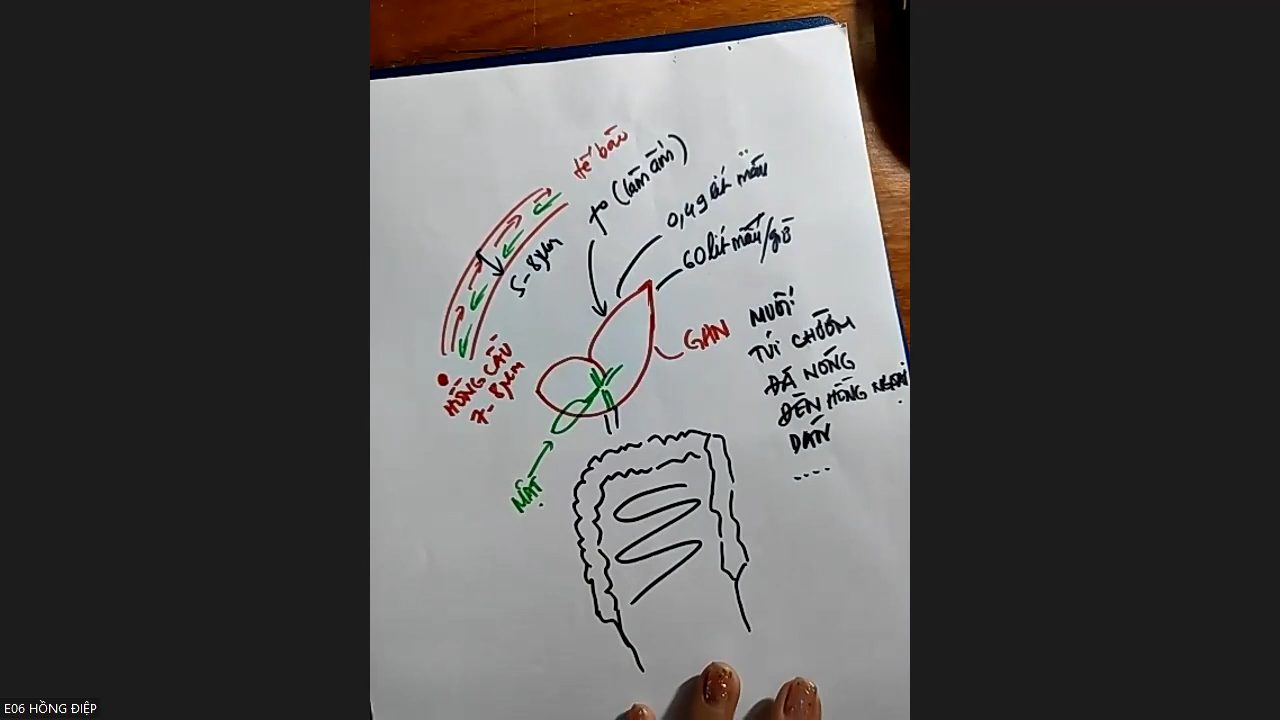 Tế bào
t° (làm ấm)
0,49 lít máu
60 lít máu/giờ
5-8μm
GAN
HỒNG CẦU
7-8μm
MẬT
MUỐI
TÚI CHƯỜM
ĐÁ NÓNG
ĐÈN HỒNG NGOẠI
DÁN
....
E06 HỒNG ĐIỆP